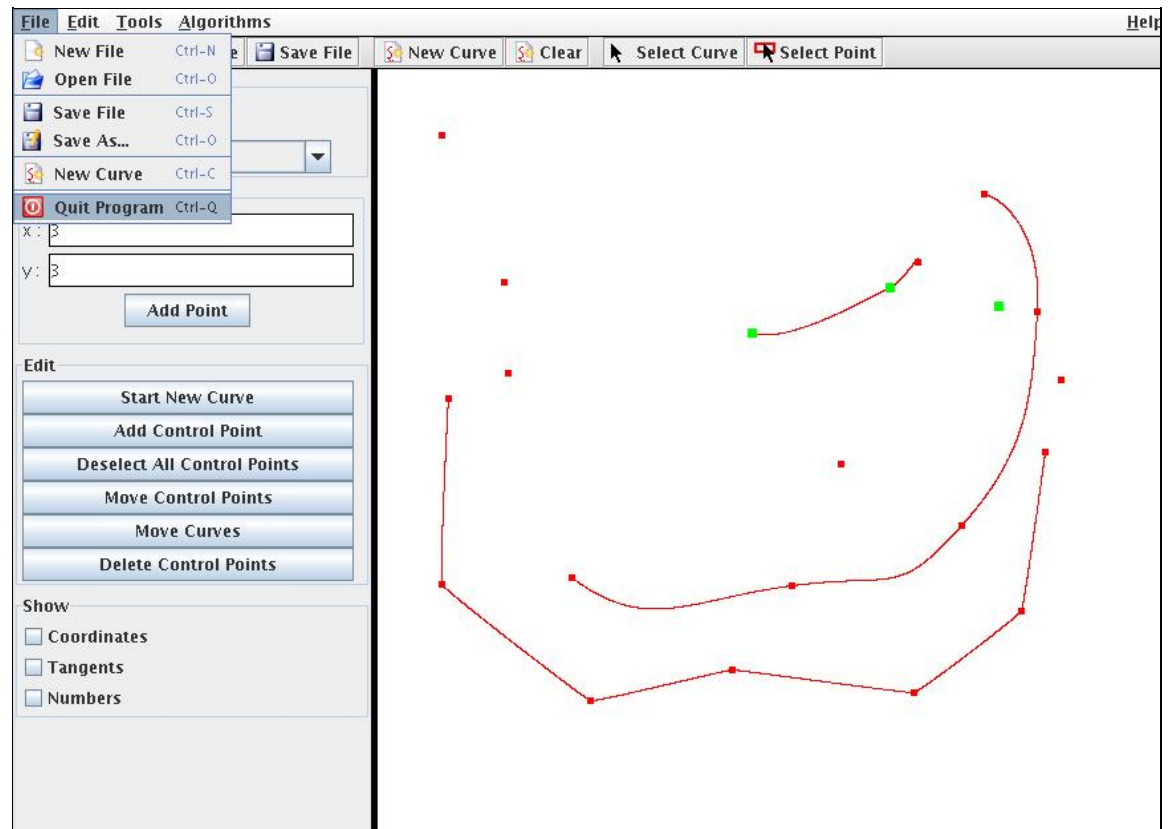 File Edit Tools Algorithms Help
New File Ctrl-N
e Save File New Curve Clear Select Curve Select Point
Open File Ctrl-O
Save File Ctrl-S
Save As... Ctrl-O
New Curve Ctrl-C
Quit Program Ctrl-Q
x: 3
y: 3
Add Point
Edit
Start New Curve
Add Control Point
Deselect All Control Points
Move Control Points
Move Curves
Delete Control Points
Show
Coordinates
Tangents
Numbers